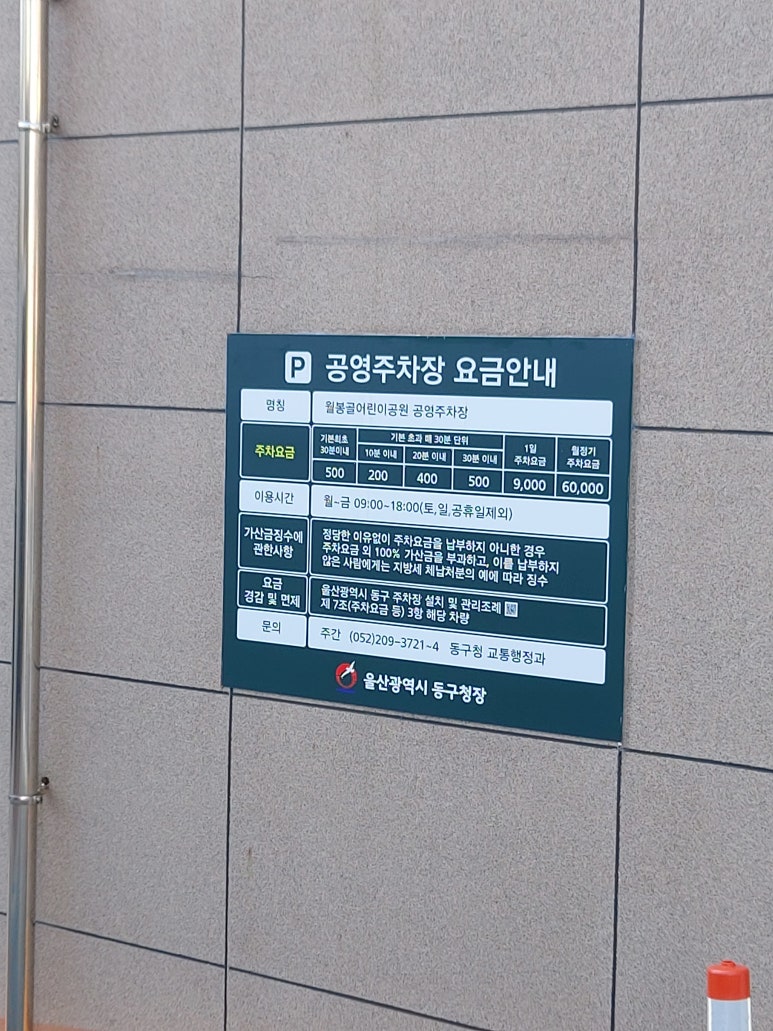 P 공영주차장 요금안내
명칭 월봉골어린이공원 공영주차장
주차요금
기본최초 30분이내
기본 초과 매 30분 단위
10분 이내 20분 이내 30분 이내
1일 주차요금
월정기 주차요금
500 200 400 500 9,000 60,000
이용시간 월~금 09:00~18:00(토,일,공휴일제외)
가산금징수에 관한사항
정당한 이유없이 주차요금을 납부하지 아니한 경우
주차요금 외 100% 가산금을 부과하고, 이를 납부하지
않은 사람에게는 지방세 체납처분의 예에 따라 징수
요금 경감 및 면제
울산광역시 동구 주차장 설치 및 관리조례
제 7조(주차요금 등) 3항 해당 차량
문의 주간 (052)209-3721~4 동구청 교통행정과
울산광역시 동구청장